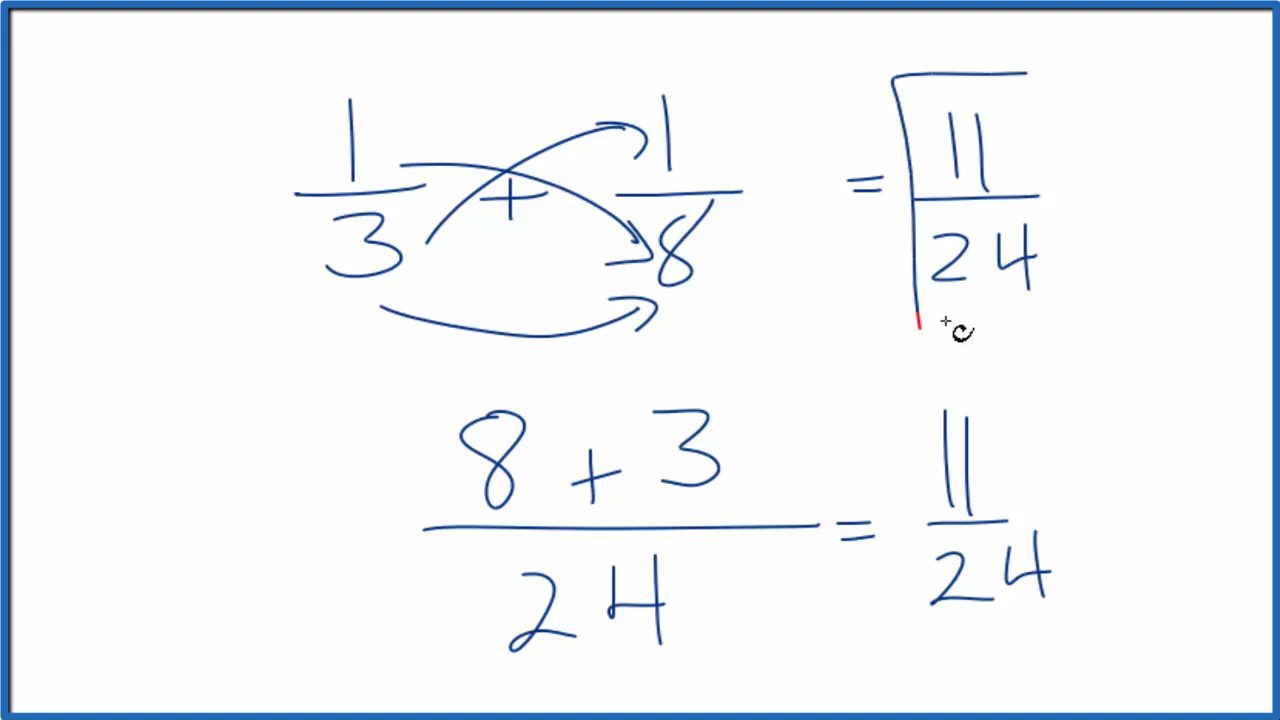 1/3 + 1/8 = 11/24
8 + 3/24 = 11/24